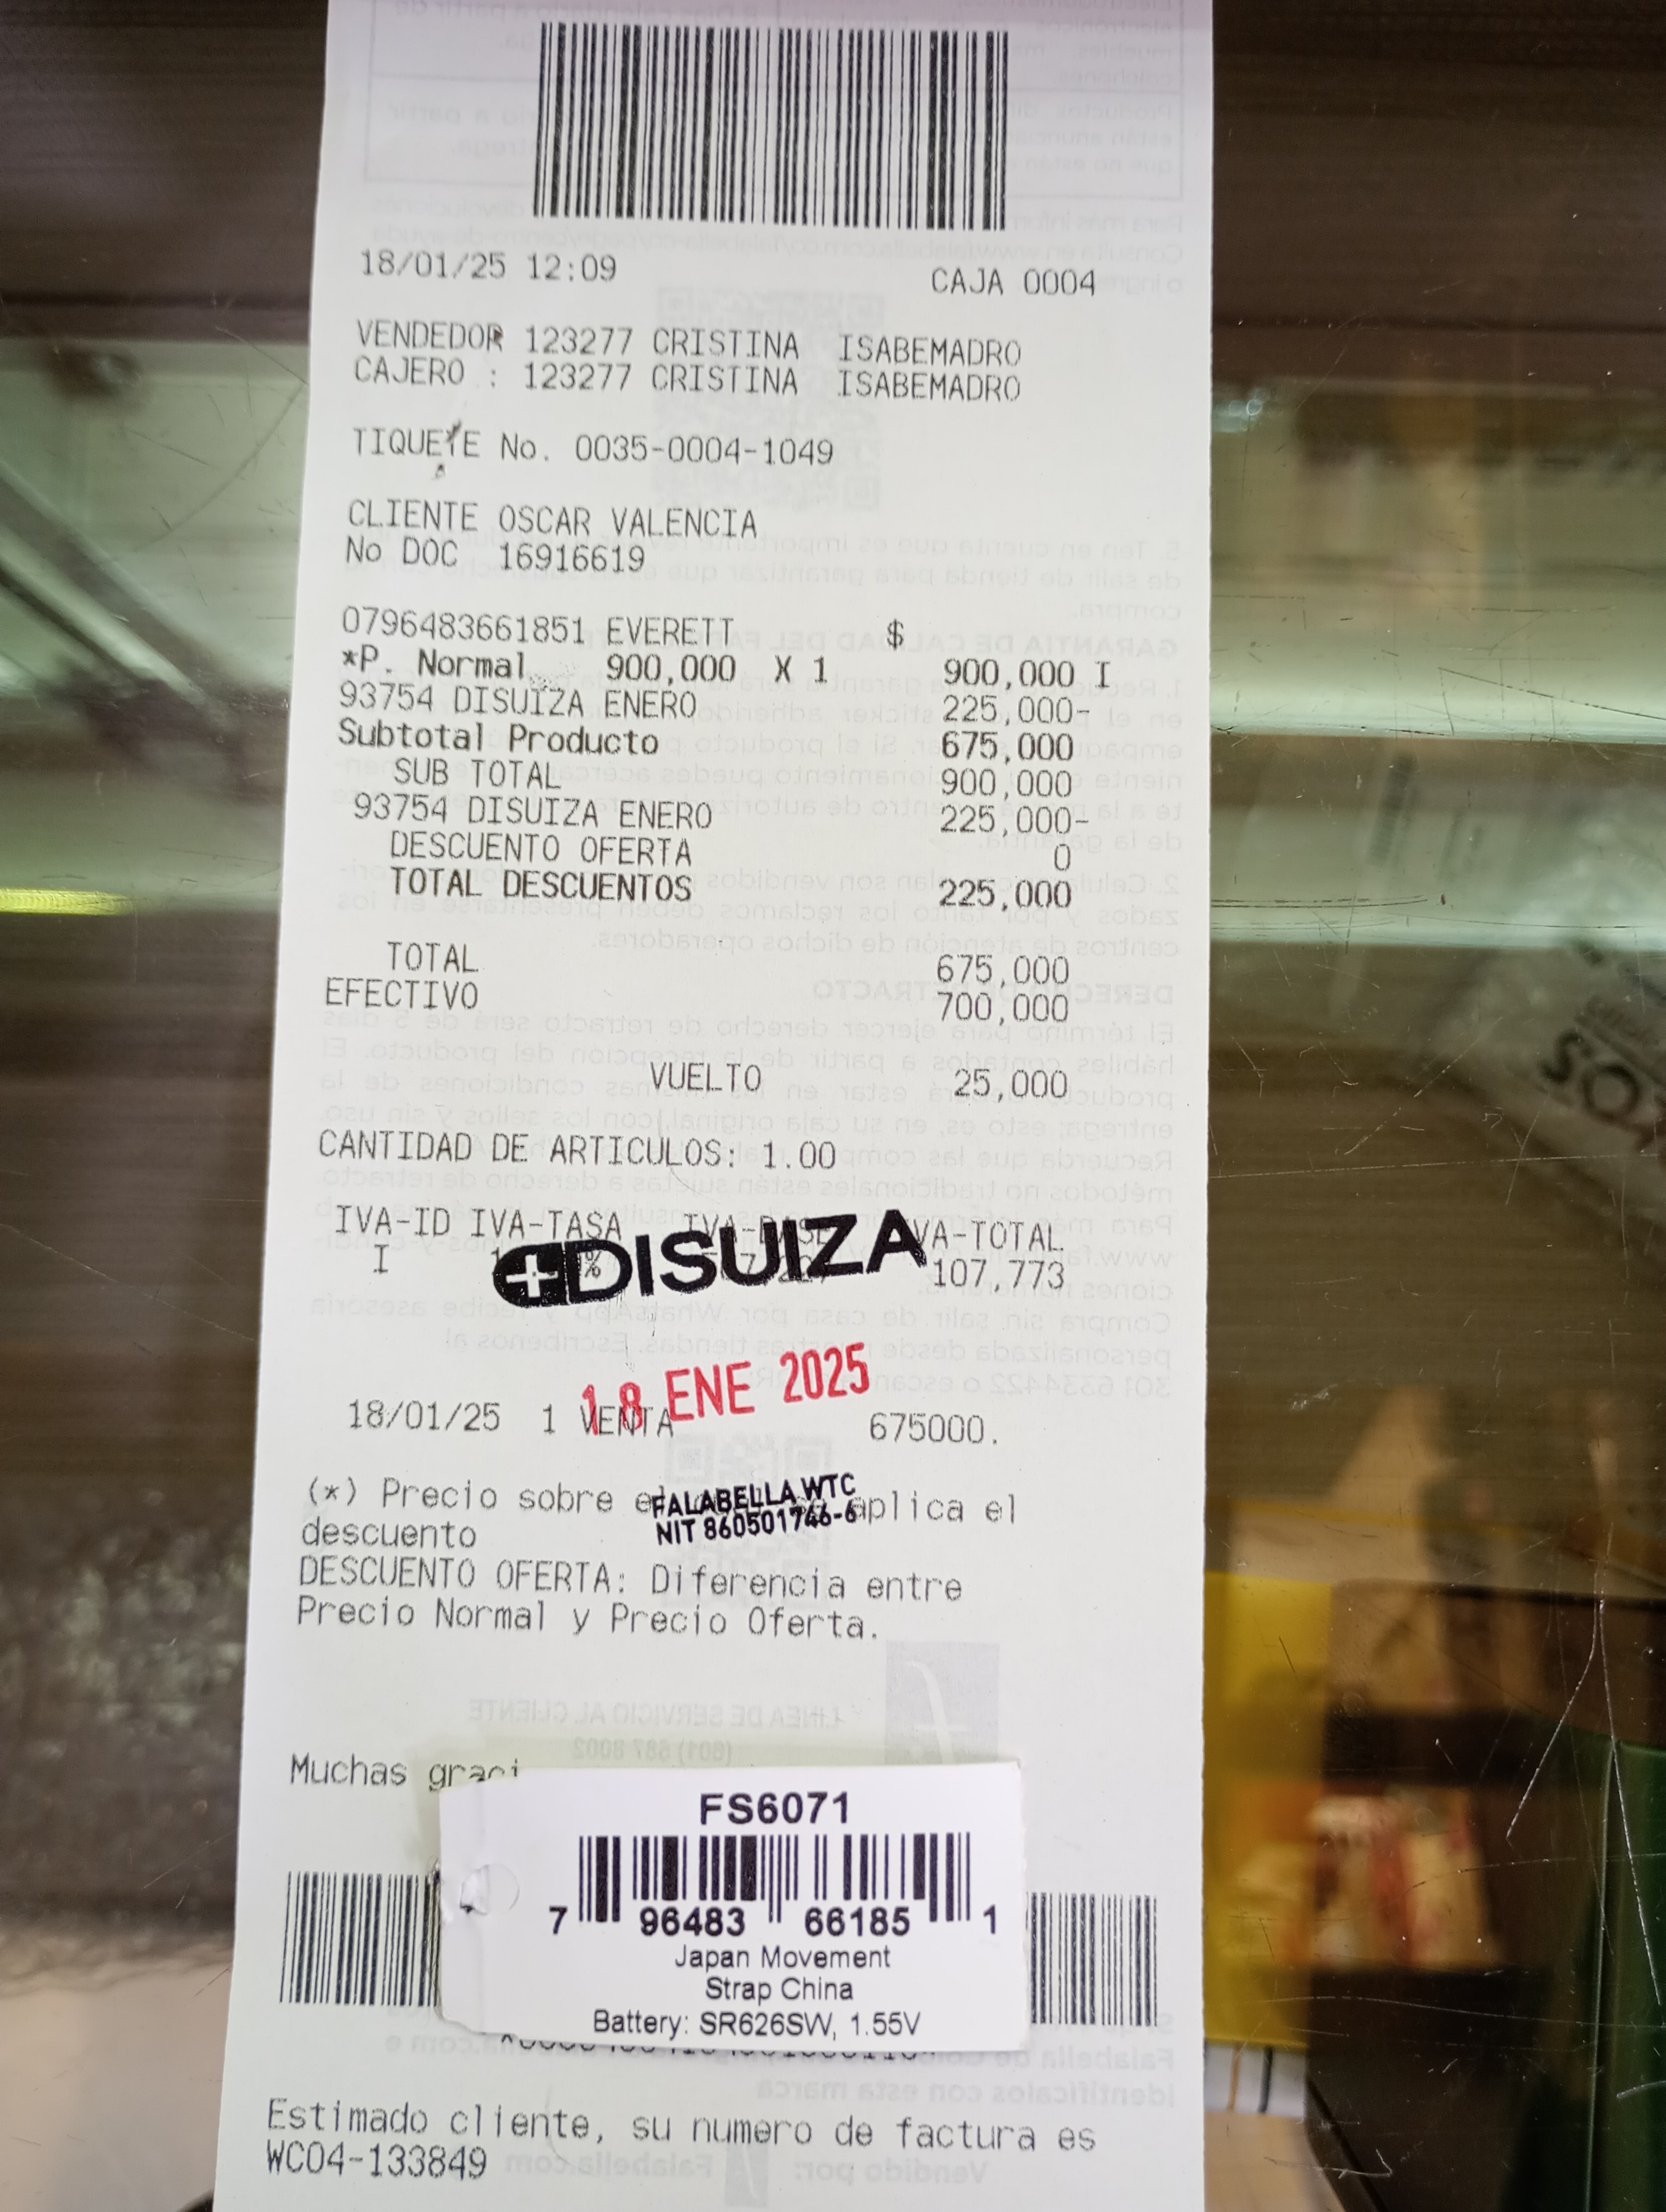 18/01/25 12:09 CAJA 0004
VENDEDOR 123277 CRISTINA ISABEMADRO
CAJERO : 123277 CRISTINA ISABEMADRO
TIQUETE No. 0035-0004-1049
CLIENTE OSCAR VALENCIA
No DOC 16916619
0796483661851 EVERETT $
*P. Normal 900,000 X 1 900,000 I
93754 DISUIZA ENERO 225,000-
Subtotal Producto 675,000
SUB TOTAL 900,000
93754 DISUIZA ENERO 225,000-
DESCUENTO OFERTA 0
TOTAL DESCUENTOS 225,000
TOTAL 675,000
EFECTIVO 700,000
VUELTO 25,000
CANTIDAD DE ARTICULOS: 1.00
IVA-ID IVA-TASA VA-TOTAL
I 107,773
DISUIZA
18 ENE 2025
18/01/25 1 VENTA 675000.
(*) Precio sobre aplica el
FALABELLA WTC
NIT 860501746-6
descuento
DESCUENTO OFERTA: Diferencia entre
Precio Normal y Precio Oferta.
Muchas
FS6071
7 96483 66185 1
Japan Movement
Strap China
Battery: SR626SW, 1.55V
Estimado cliente, su numero de factura es
WC04-133849